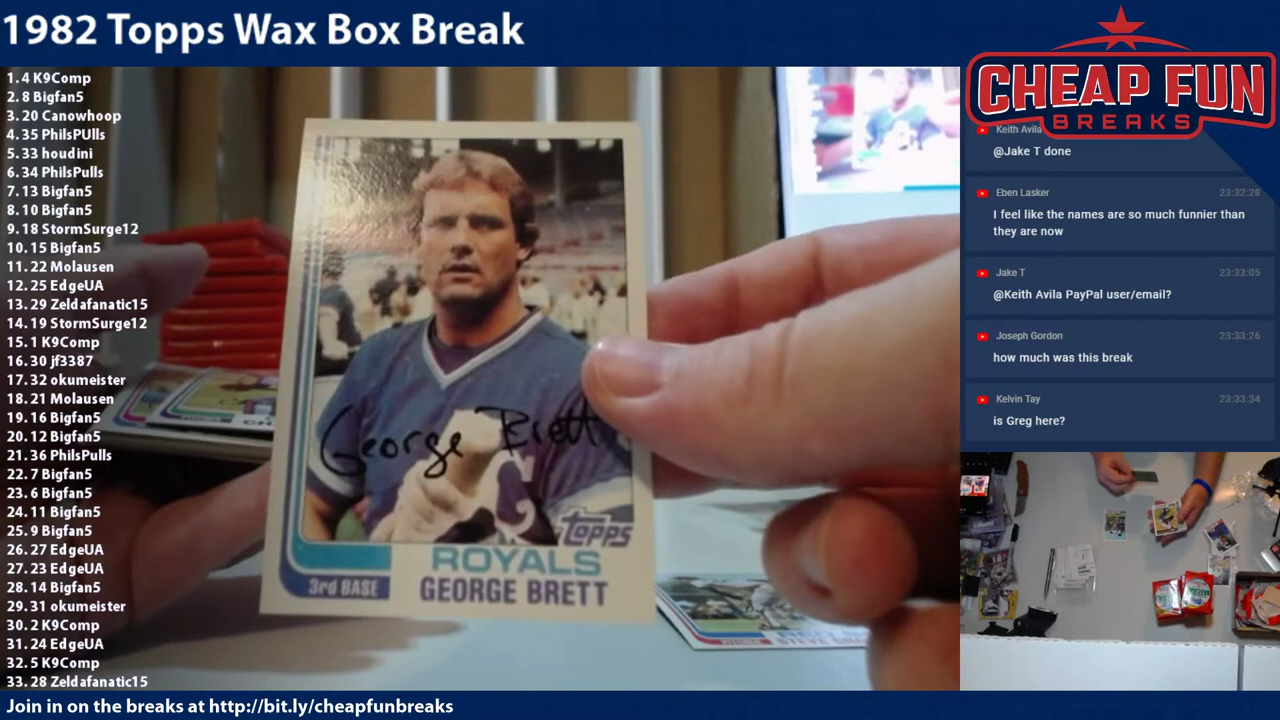 1982 Topps Wax Box Break
1. 4 K9Comp
2. 8 Bigfan5
3. 20 Canowhoop
4. 35 PhilsPUlls
5. 33 houdini
6. 34 PhilsPulls
7. 13 Bigfan5
8. 10 Bigfan5
9. 18 StormSurge12
10. 15 Bigfan5
11. 22 Molausen
12. 25 EdgeUA
13. 29 Zeldafanatic15
14. 19 StormSurge12
15. 1 K9Comp
16. 30 jf3387
17. 32 okumeister
18. 21 Molausen
19. 16 Bigfan5
20. 12 Bigfan5
21. 36 PhilsPulls
22. 7 Bigfan5
23. 6 Bigfan5
24. 11 Bigfan5
25. 9 Bigfan5
26. 27 EdgeUA
27. 23 EdgeUA
28. 14 Bigfan5
29. 31 okumeister
30. 2 K9Comp
31. 24 EdgeUA
32. 5 K9Comp
33. 28 Zeldafanatic15
George Brett
Topps
ROYALS
3rd BASE
GEORGE BRETT
STEVE
CHEAP FUN
BREAKS
Keith Avila
@Jake T done
Eben Lasker 23:32:28
I feel like the names are so much funnier than
they are now
Jake T 23:33:05
@Keith Avila PayPal user/email?
Joseph Gordon 23:33:26
how much was this break
Kelvin Tay 23:33:34
is Greg here?
Join in on the breaks at http://bit.ly/cheapfunbreaks